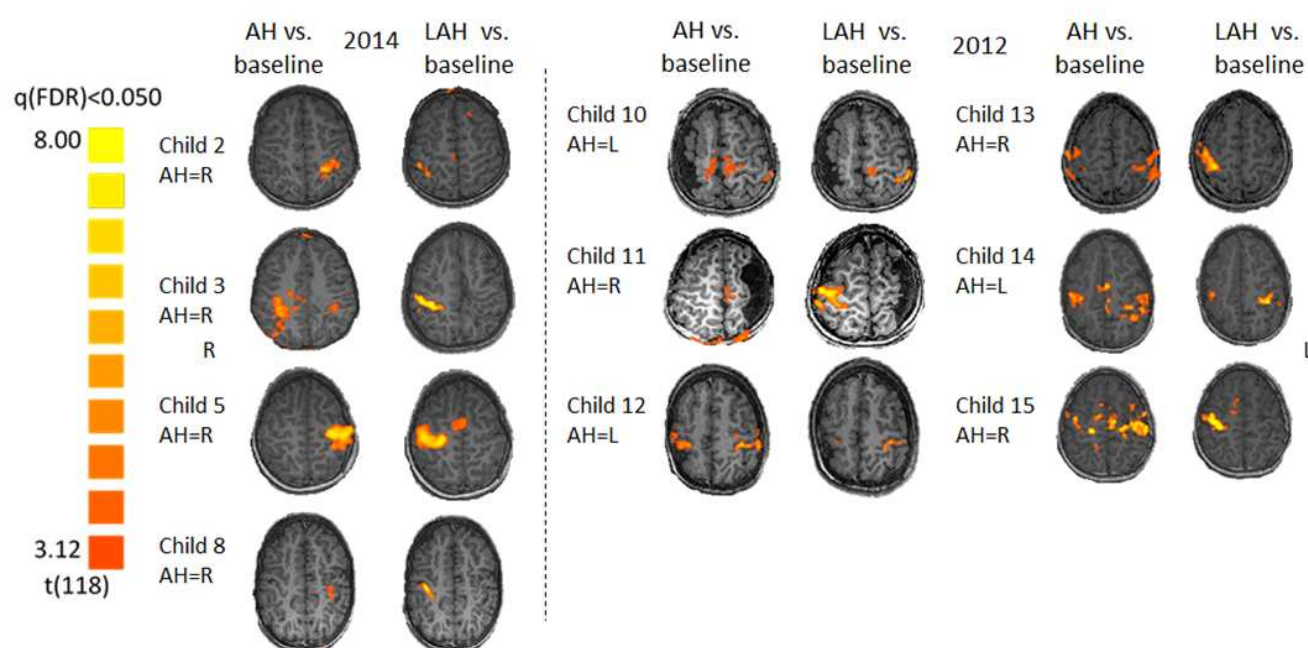 AH vs.
baseline
2014
LAH vs.
baseline
q(FDR)<0.050
8.00
3.12
t(118)
Child 2
AH=R
Child 3
AH=R
R
Child 5
AH=R
Child 8
AH=R
AH vs.
baseline
LAH vs.
baseline
2012
AH vs.
baseline
LAH vs.
baseline
Child 10
AH=L
Child 11
AH=R
Child 12
AH=L
Child 13
AH=R
Child 14
AH=L
L
Child 15
AH=R